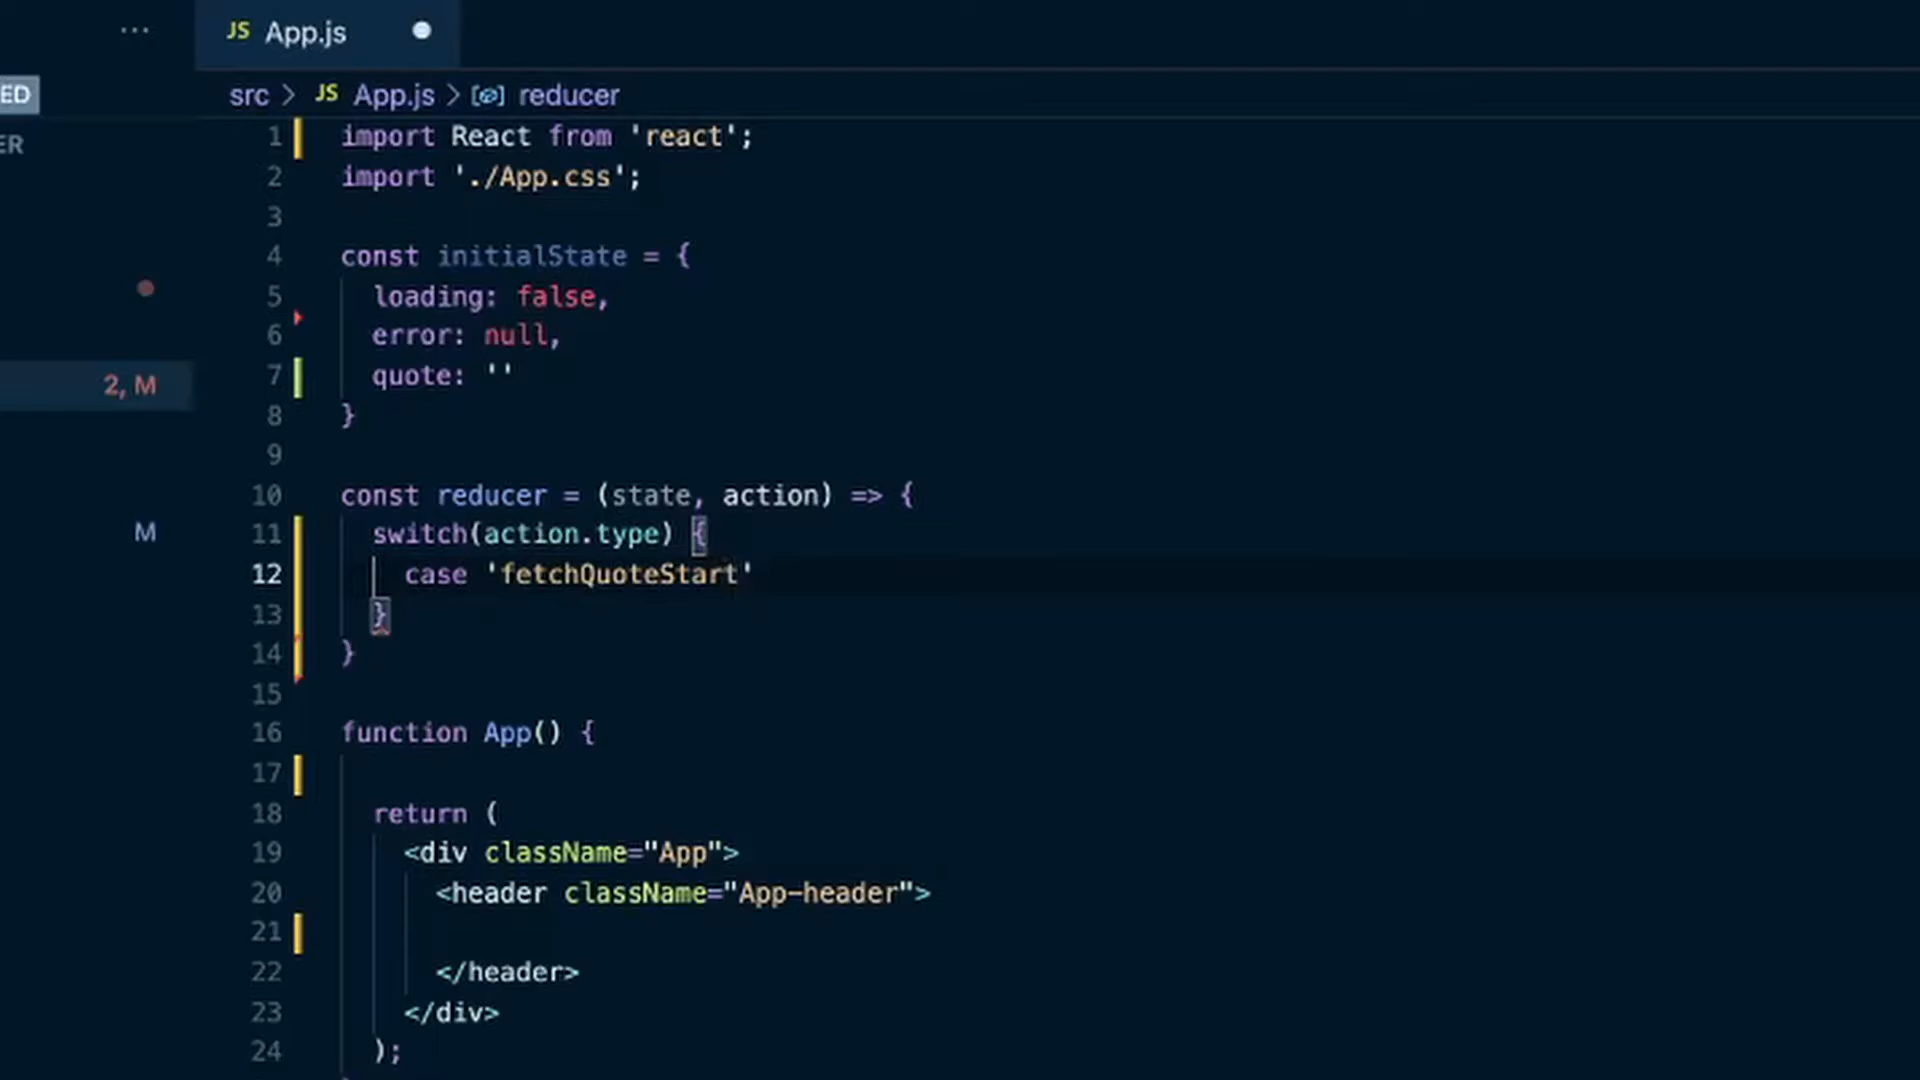 ...
JS App.js
ED
src > JS App.js > reducer
ER
1 import React from 'react';
2 import './App.css';
3
4 const initialState = {
5 loading: false,
6 error: null,
2, M
7 quote: ''
8 }
9
10 const reducer = (state, action) => {
M
11 switch(action.type) {
12 case 'fetchQuoteStart'
13 }
14 }
15
16 function App() {
17
18 return (
19 <div className="App">
20 <header className="App-header">
21
22 </header>
23 </div>
24 );